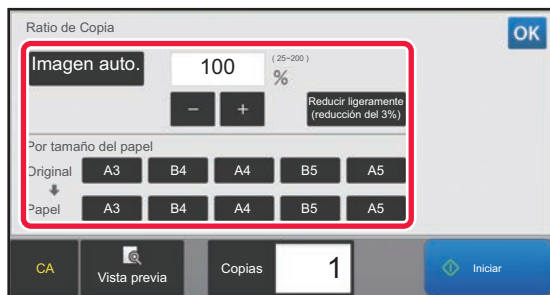 Ratio de Copia
OK
Imagen auto.
100
(25~200)
%
Reducir ligeramente
(reducción del 3%)
Por tamaño del papel
Original A3 B4 A4 B5 A5
Papel A3 B4 A4 B5 A5
CA
Vista previa
Copias
1
Iniciar